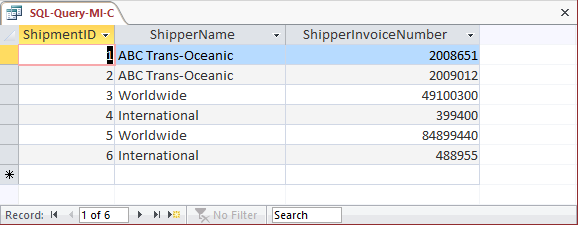 SQL-Query-MI-C
ShipmentID ShipperName ShipperInvoiceNumber
1 ABC Trans-Oceanic 2008651
2 ABC Trans-Oceanic 2009012
3 Worldwide 49100300
4 International 399400
5 Worldwide 84899440
6 International 488955
Record: 1 of 6 No Filter Search